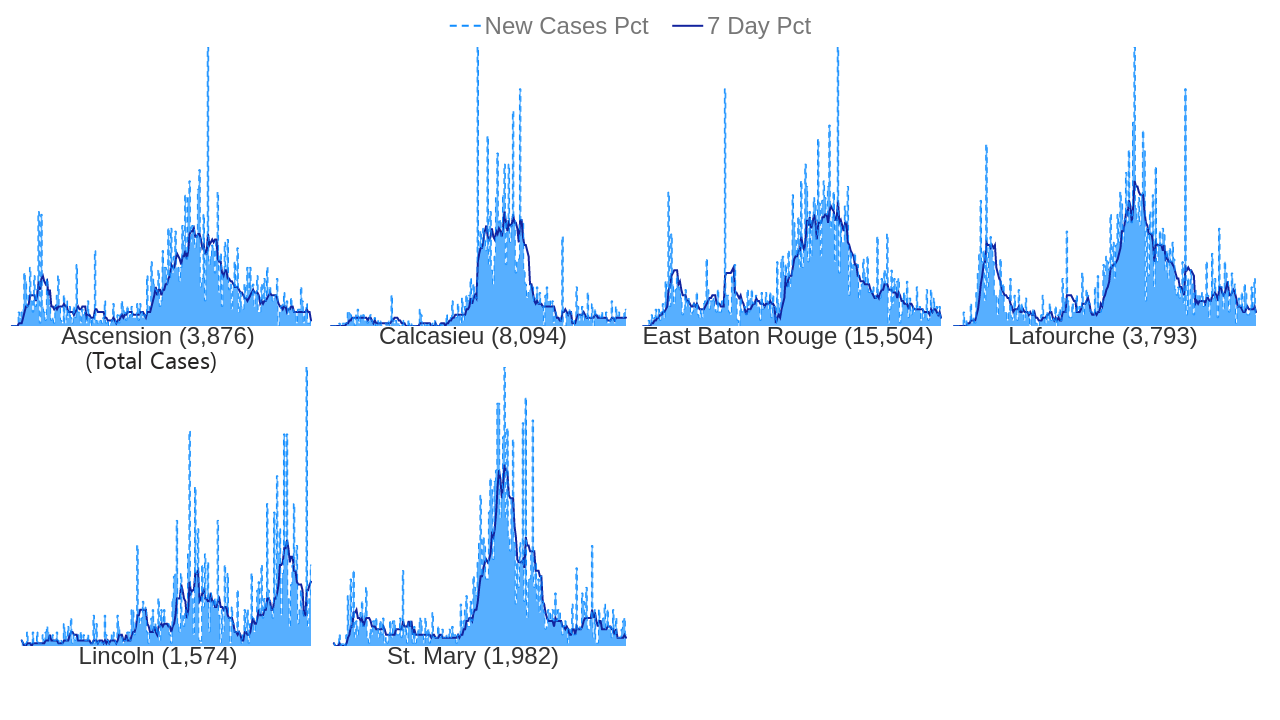 New Cases Pct 7 Day Pct
Ascension (3,876) Calcasieu (8,094) East Baton Rouge (15,504) Lafourche (3,793)
(Total Cases)
Lincoln (1,574) St. Mary (1,982)